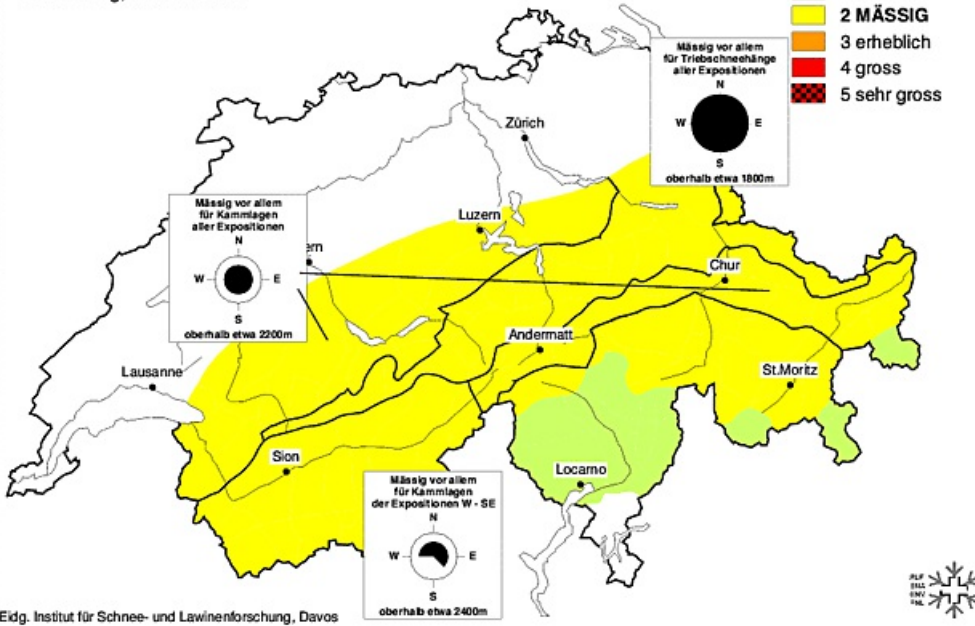 2 MÄSSIG
3 erheblich
4 gross
5 sehr gross
Mässig vor allem
für Triebschneehänge
aller Expositionen
N
W E
S
oberhalb etwa 1800m
Zürich
Mässig vor allem
für Kammlagen
aller Expositionen
N
W E
S
oberhalb etwa 2200m
Luzern
ern
Chur
Andermatt
Lausanne
St.Moritz
Sion
Locarno
Mässig vor allem
für Kammlagen
der Expositionen W - SE
N
W E
S
oberhalb etwa 2400m
Eidg. Institut für Schnee- und Lawinenforschung, Davos